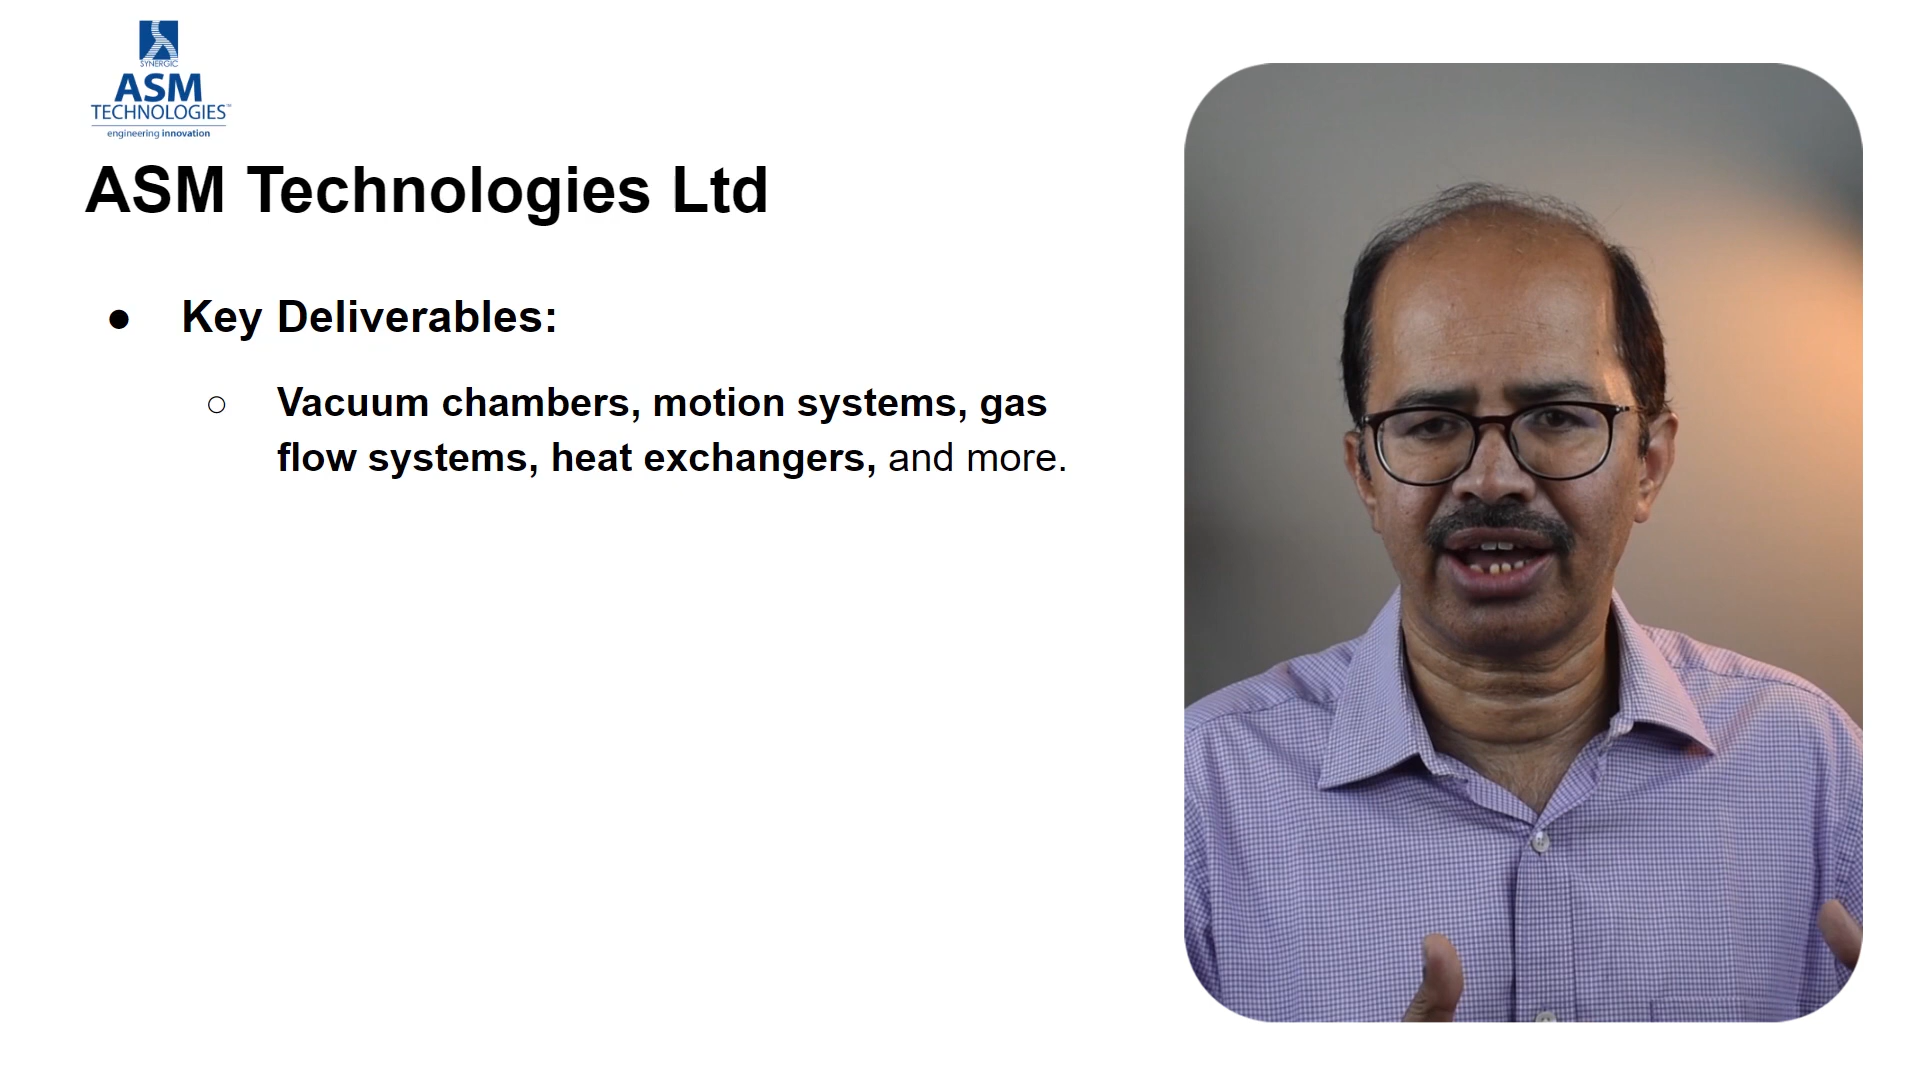 SYNERGIC
ASM
TECHNOLOGIES™
engineering innovation
ASM Technologies Ltd
● Key Deliverables:
○ Vacuum chambers, motion systems, gas
flow systems, heat exchangers, and more.